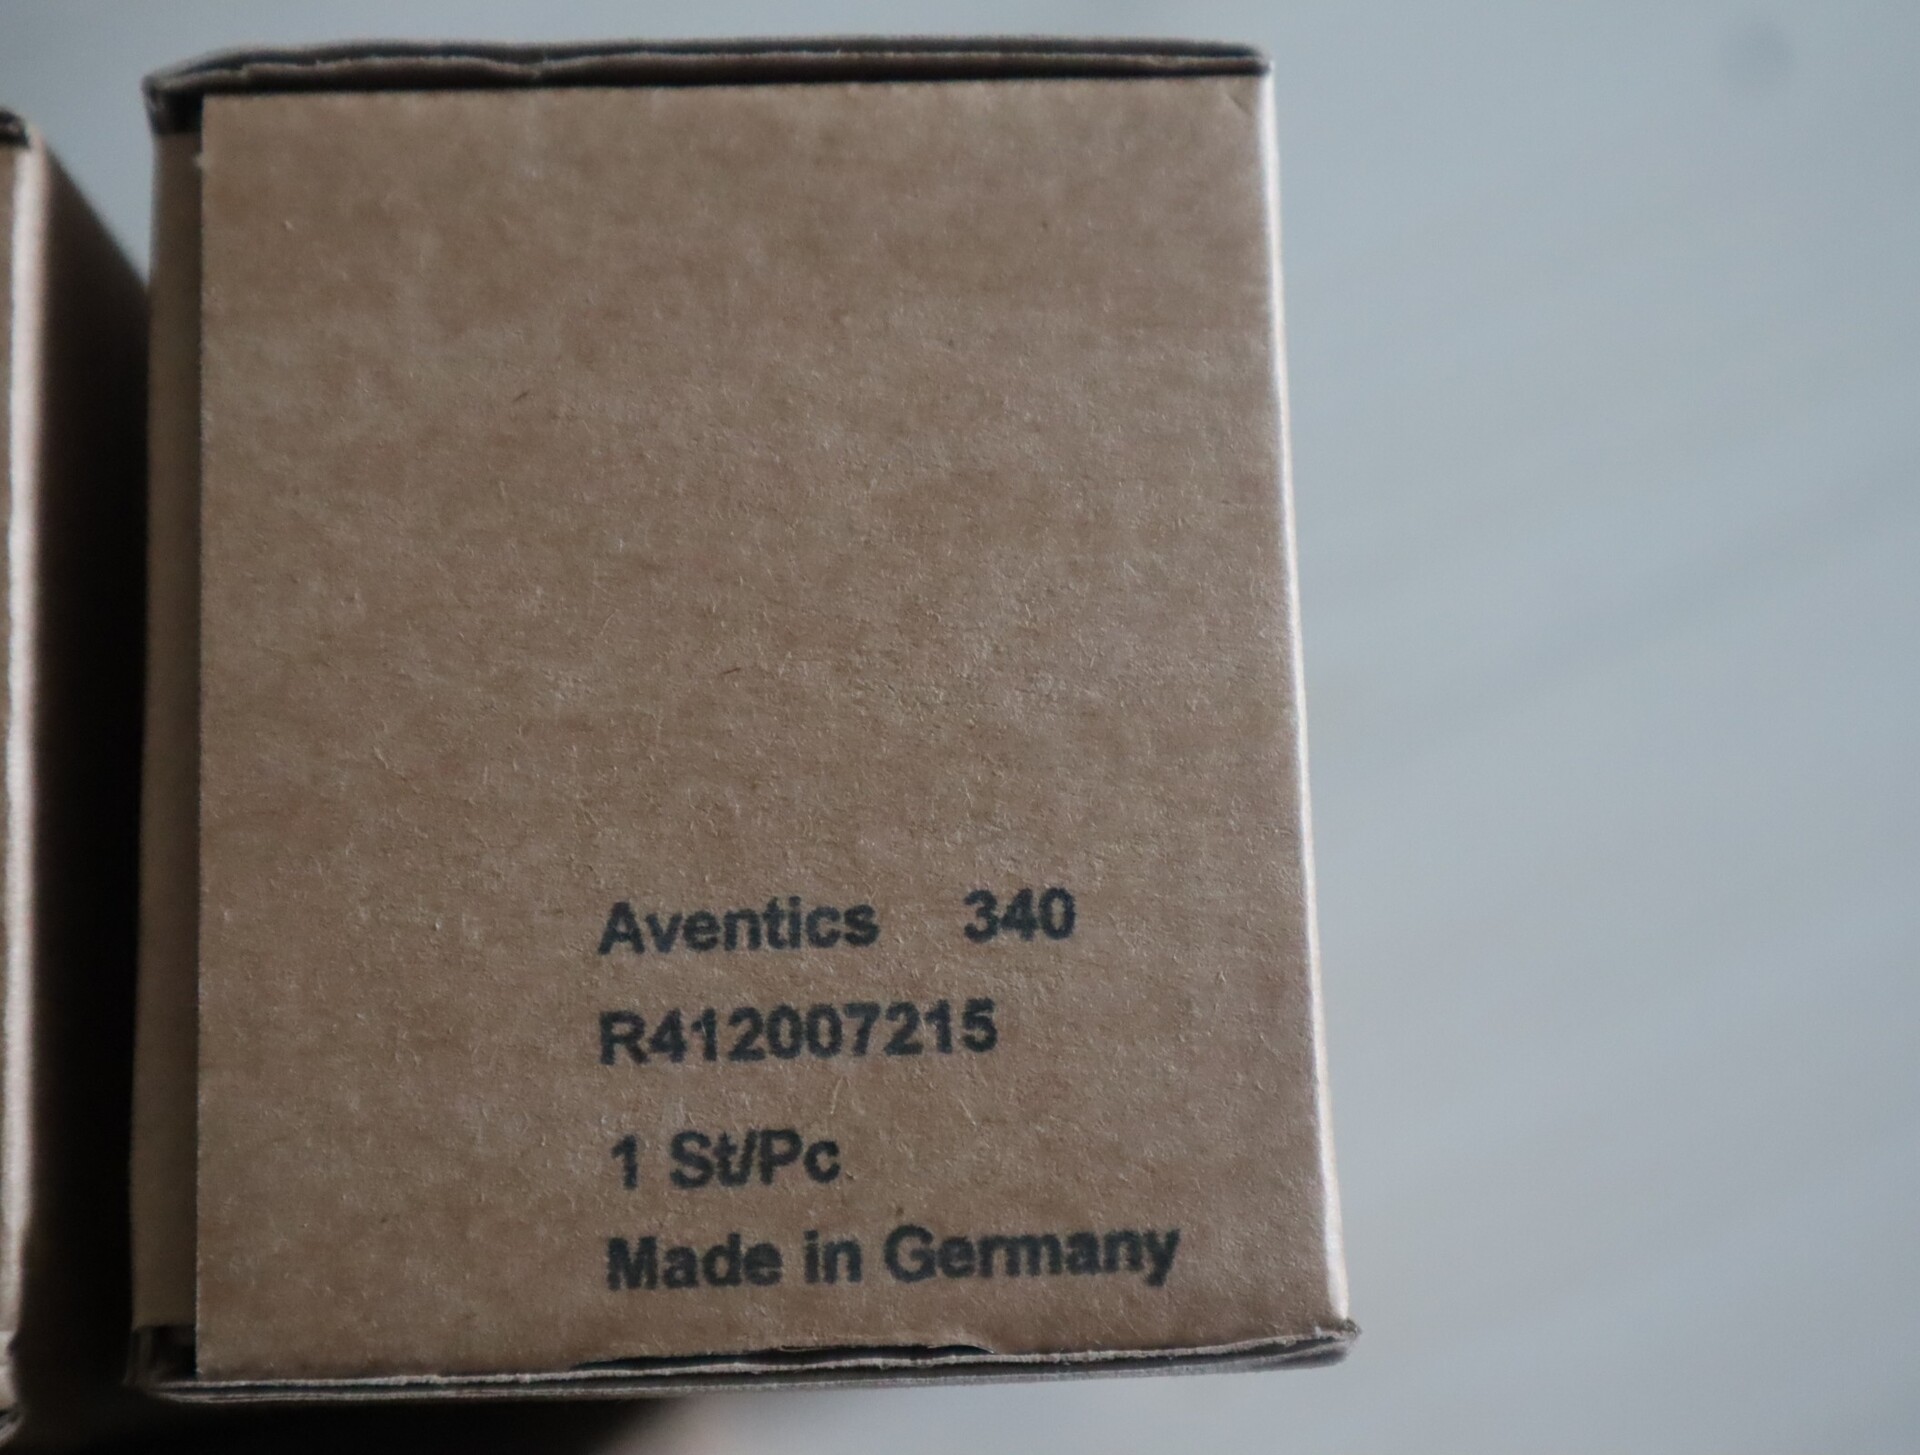 Aventics 340
R412007215
1 St/Pc
Made in Germany